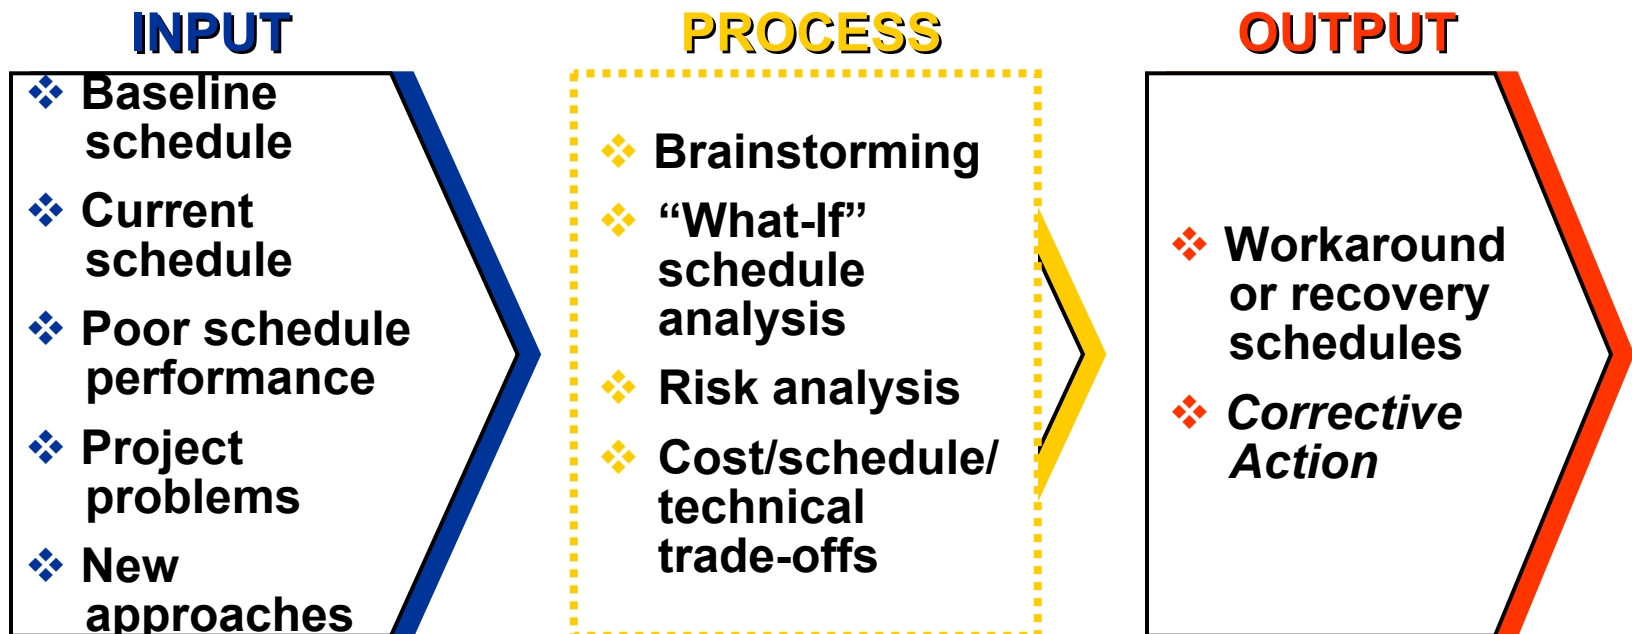 INPUT
Baseline
schedule
Current
schedule
Poor schedule
performance
Project
problems
New
approaches
PROCESS
Brainstorming
“What-If”
schedule
analysis
Risk analysis
Cost/schedule/
technical
trade-offs
OUTPUT
Workaround
or recovery
schedules
Corrective
Action